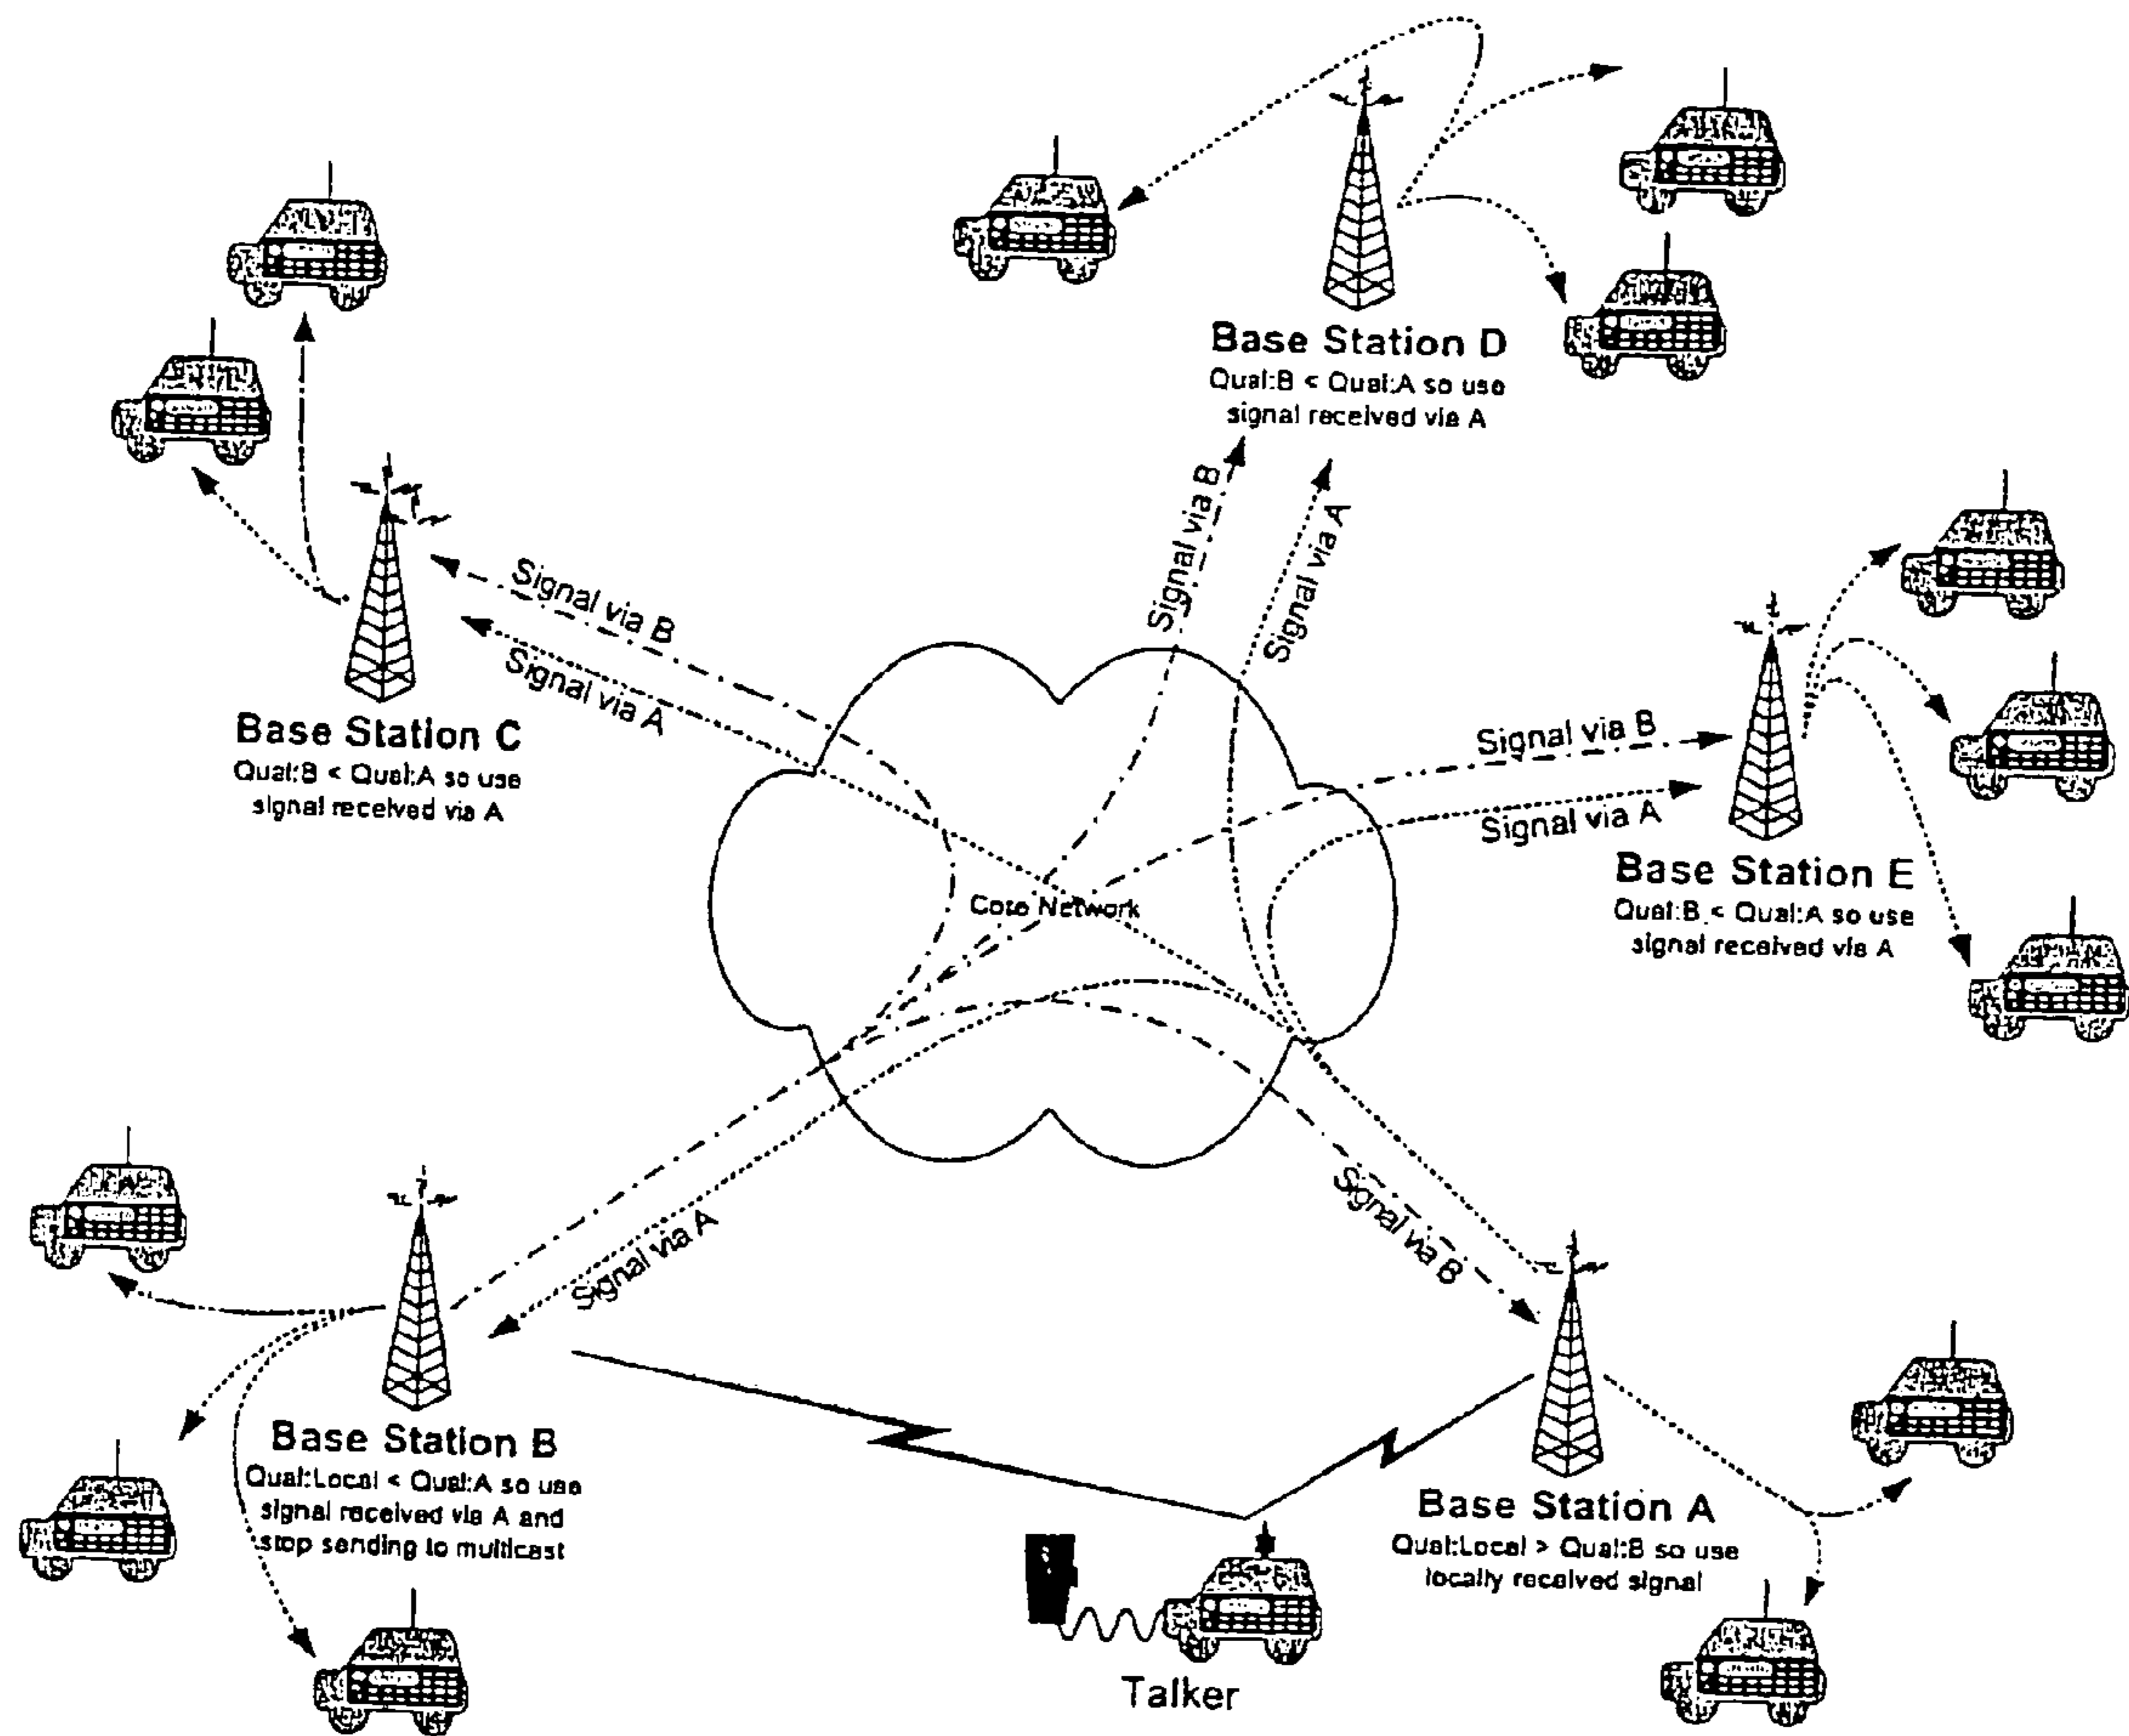 Base Station D
Qual:B < Qual:A so use
signal received via A
Signal via B
Signal via A
Signal via B
Signal via A
Base Station C
Qual:B < Qual:A so use
signal received via A
Signal via B
Signal via A
Base Station E
Qual:B < Qual:A so use
signal received via A
Core Network
Signal via A
Signal via B
Base Station B
Qual:Local < Qual:A so use
signal received via A and
stop sending to multicast
Base Station A
Qual:Local > Qual:B so use
locally received signal
Talker